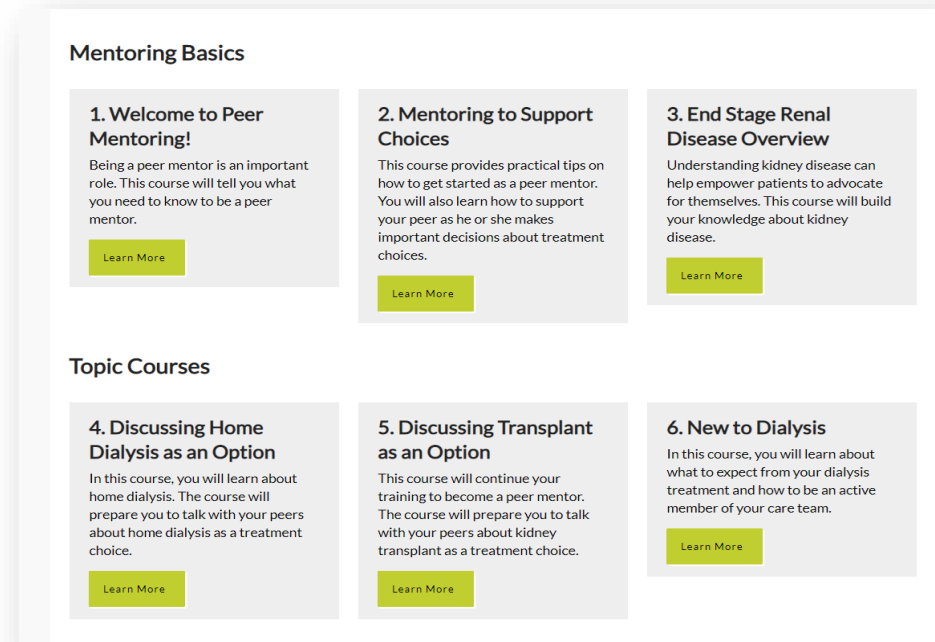 Mentoring Basics
1. Welcome to Peer
Mentoring!
Being a peer mentor is an important
role. This course will tell you what
you need to know to be a peer
mentor.
Learn More
2. Mentoring to Support
Choices
This course provides practical tips on
how to get started as a peer mentor.
You will also learn how to support
your peer as he or she makes
important decisions about treatment
choices.
Learn More
3. End Stage Renal
Disease Overview
Understanding kidney disease can
help empower patients to advocate
for themselves. This course will build
your knowledge about kidney
disease.
Learn More
Topic Courses
4. Discussing Home
Dialysis as an Option
In this course, you will learn about
home dialysis. The course will
prepare you to talk with your peers
about home dialysis as a treatment
choice.
Learn More
5. Discussing Transplant
as an Option
This course will continue your
training to become a peer mentor.
The course will prepare you to talk
with your peers about kidney
transplant as a treatment choice.
Learn More
6. New to Dialysis
In this course, you will learn about
what to expect from your dialysis
treatment and how to be an active
member of your care team.
Learn More